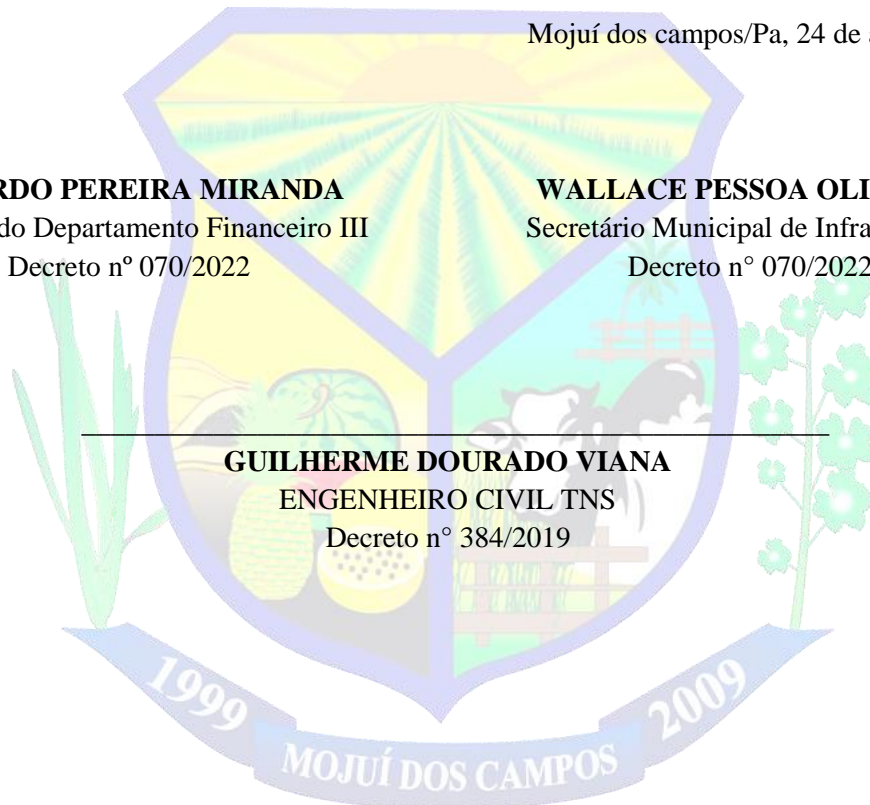 Mojuí dos campos/Pa, 24 de
RDO PEREIRA MIRANDA
do Departamento Financeiro III
Decreto nº 070/2022
WALLACE PESSOA OLI
Secretário Municipal de Infra
Decreto n° 070/2022
GUILHERME DOURADO VIANA
ENGENHEIRO CIVIL TNS
Decreto n° 384/2019
1999
MOJUÍ DOS CAMPOS
2009